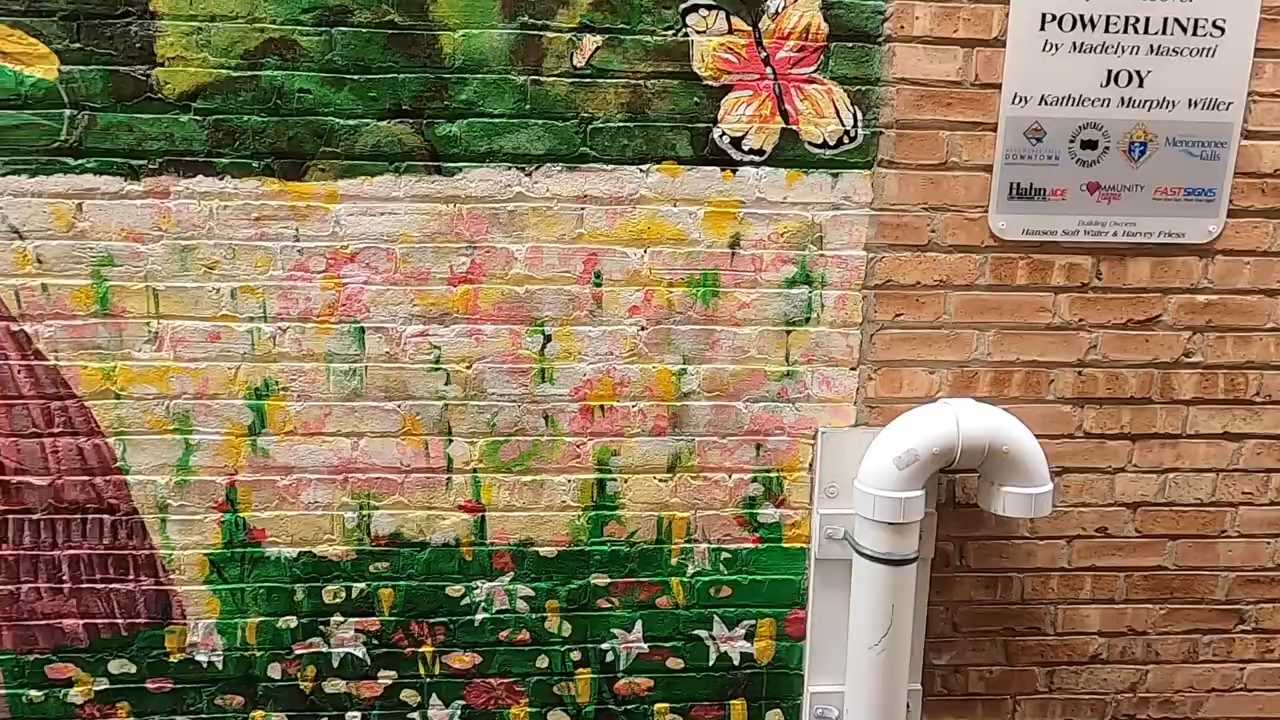 POWERLINES
by Madelyn Mascotti
JOY
by Kathleen Murphy Willer
DOWNTOWN
Menomonee
Falls
Hahn ACE
COMMUNITY
League
FASTSIGNS
Building Owners
Hanson Soft Water & Harvey Friess